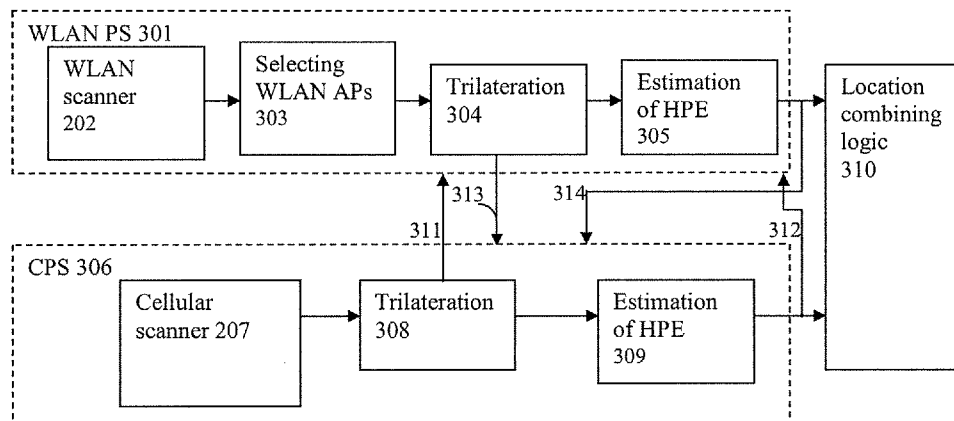 WLAN PS 301
WLAN
scanner
202
Selecting
WLAN APs
303
Trilateration
304
Estimation
of HPE
305
Location
combining
logic
310
313
314
311
312
CPS 306
Cellular
scanner 207
Trilateration
308
Estimation
of HPE
309